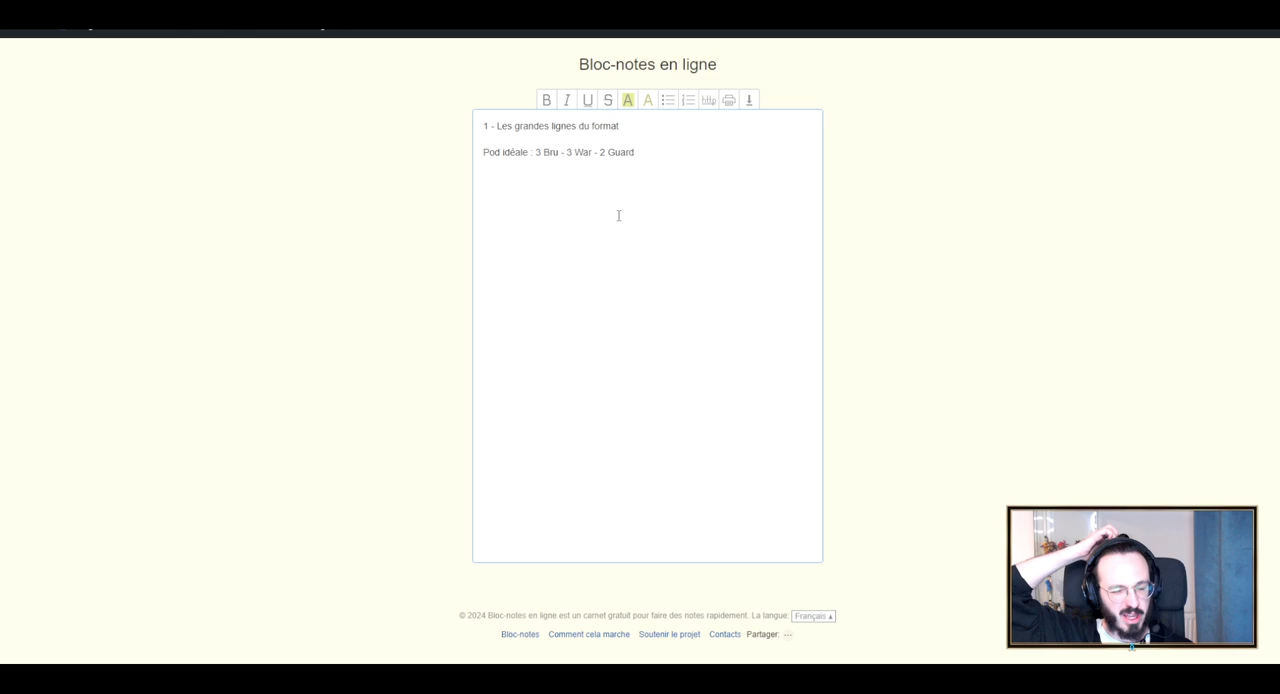 Bloc-notes en ligne
B I U S A A http
1 - Les grandes lignes du format
Pod idéale : 3 Bru - 3 War - 2 Guard
© 2024 Bloc-notes en ligne est un carnet gratuit pour faire des notes rapidement. La langue: Français ▴
Bloc-notes Comment cela marche Soutenir le projet Contacts Partager: ...